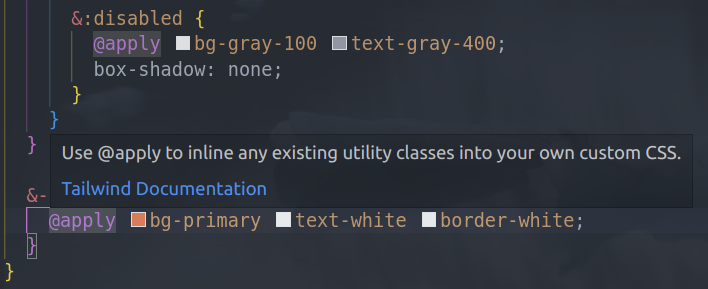 &:disabled {
@apply bg-gray-100 text-gray-400;
box-shadow: none;
}
}
}
Use @apply to inline any existing utility classes into your own custom CSS.
Tailwind Documentation
&-
@apply bg-primary text-white border-white;
}
}